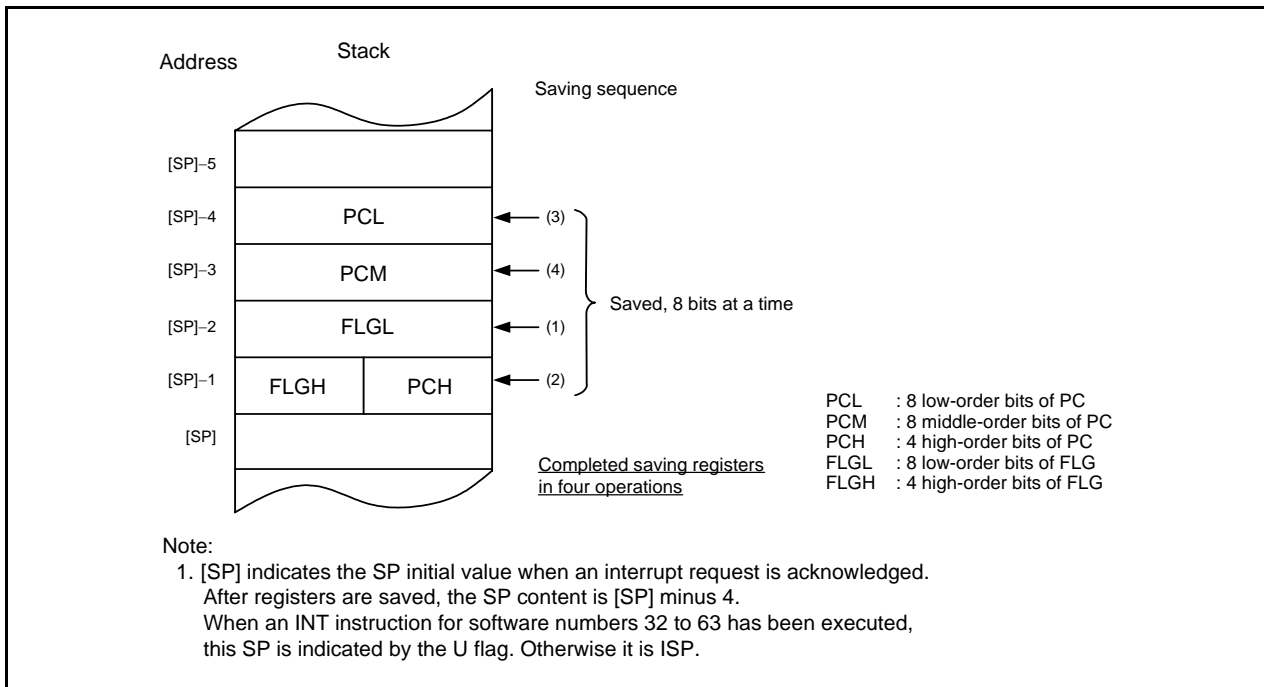 Address
Stack
Saving sequence
[SP]−5
[SP]−4 PCL (3)
[SP]−3 PCM (4)
Saved, 8 bits at a time
[SP]−2 FLGL (1)
[SP]−1 FLGH PCH (2)
[SP]
Completed saving registers
in four operations
PCL : 8 low-order bits of PC
PCM : 8 middle-order bits of PC
PCH : 4 high-order bits of PC
FLGL : 8 low-order bits of FLG
FLGH : 4 high-order bits of FLG
Note:
1. [SP] indicates the SP initial value when an interrupt request is acknowledged.
After registers are saved, the SP content is [SP] minus 4.
When an INT instruction for software numbers 32 to 63 has been executed,
this SP is indicated by the U flag. Otherwise it is ISP.